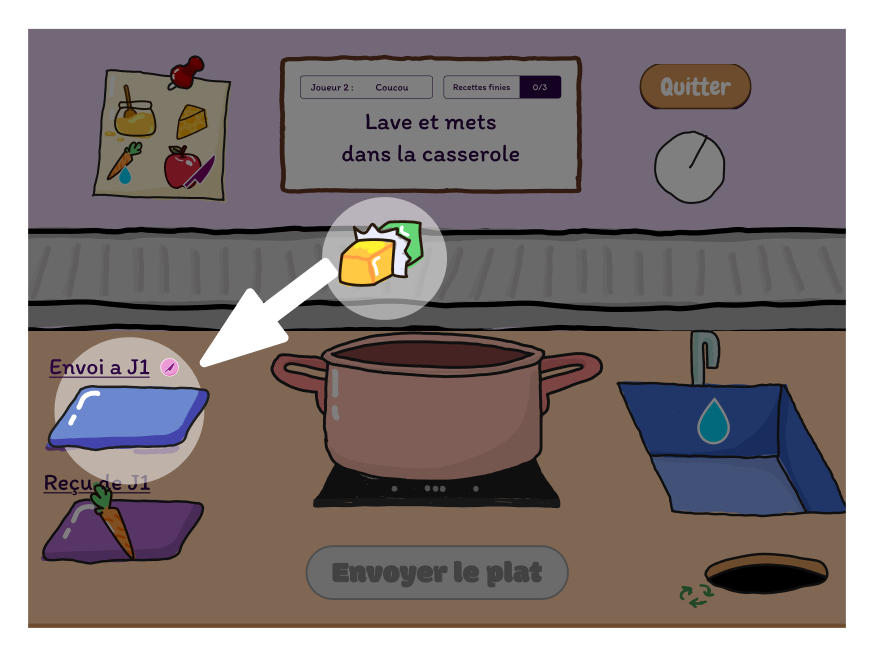 Joueur 2 : Coucou
Recettes finies 0/3
Quitter
Lave et mets
dans la casserole
Envoi a J1
Reçu de J1
Envoyer le plat